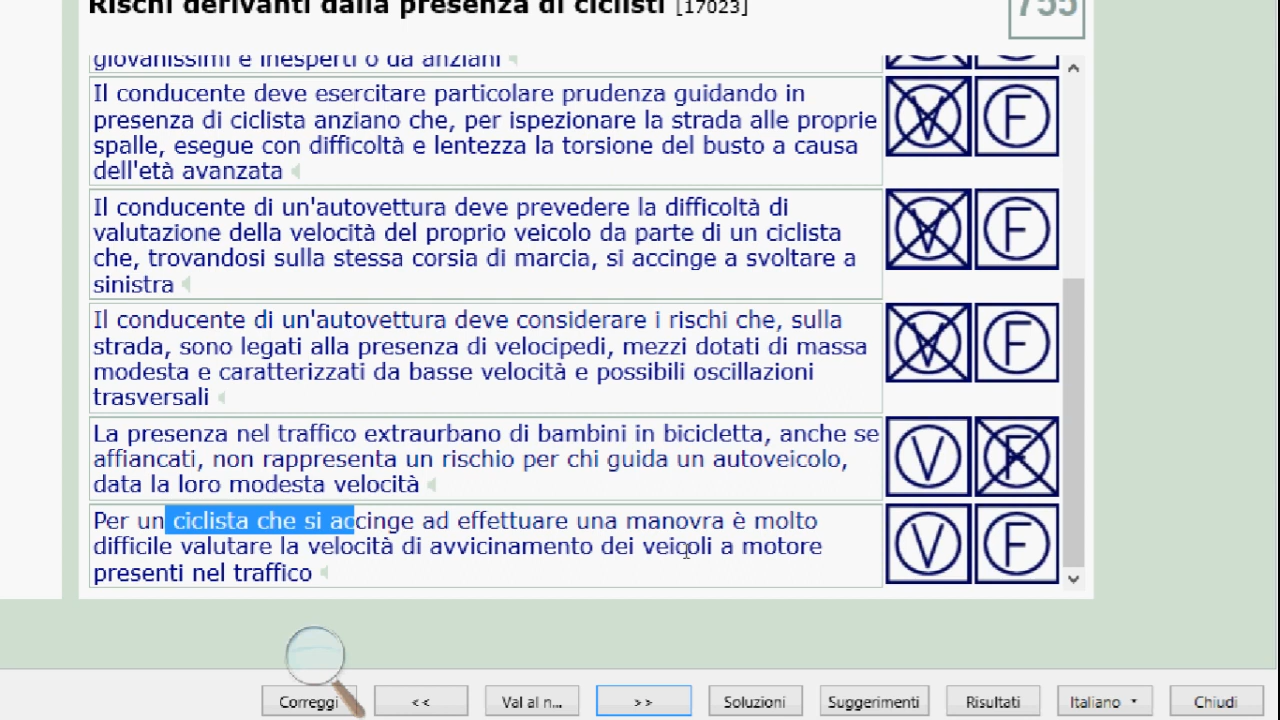 Rischi derivanti dalla presenza di ciclisti [17023]
755
giovanissimi e inesperti o da anziani
Il conducente deve esercitare particolare prudenza guidando in
presenza di ciclista anziano che, per ispezionare la strada alle proprie
spalle, esegue con difficoltà e lentezza la torsione del busto a causa
dell'età avanzata
V F
Il conducente di un'autovettura deve prevedere la difficoltà di
valutazione della velocità del proprio veicolo da parte di un ciclista
che, trovandosi sulla stessa corsia di marcia, si accinge a svoltare a
sinistra
V F
Il conducente di un'autovettura deve considerare i rischi che, sulla
strada, sono legati alla presenza di velocipedi, mezzi dotati di massa
modesta e caratterizzati da basse velocità e possibili oscillazioni
trasversali
V F
La presenza nel traffico extraurbano di bambini in bicicletta, anche se
affiancati, non rappresenta un rischio per chi guida un autoveicolo,
data la loro modesta velocità
V F
Per un ciclista che si accinge ad effettuare una manovra è molto
difficile valutare la velocità di avvicinamento dei veicoli a motore
presenti nel traffico
V F
Correggi << Val al n... >> Soluzioni Suggerimenti Risultati Italiano Chiudi